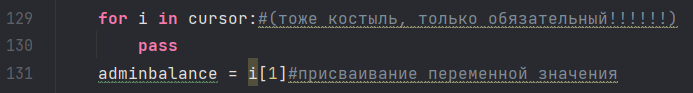 129 for i in cursor:#(тоже костыль, только обязательный!!!!!!)
130 pass
131 adminbalance = i[1]#присваивание переменной значения